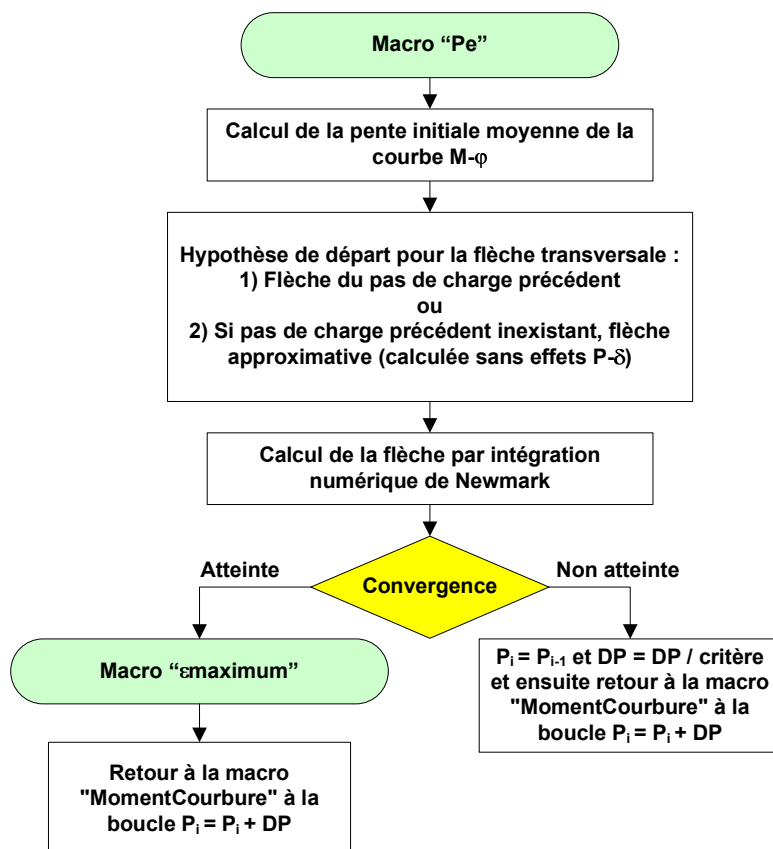 Macro “Pe”
Calcul de la pente initiale moyenne de la
courbe M-φ
Hypothèse de départ pour la flèche transversale :
1) Flèche du pas de charge précédent
ou
2) Si pas de charge précédent inexistant, flèche
approximative (calculée sans effets P-δ)
Calcul de la flèche par intégration
numérique de Newmark
Convergence
Atteinte
Non atteinte
Macro “εmaximum”
Retour à la macro
"MomentCourbure" à la
boucle Pi = Pi + DP
Pi = Pi-1 et DP = DP / critère
et ensuite retour à la macro
"MomentCourbure" à la
boucle Pi = Pi + DP